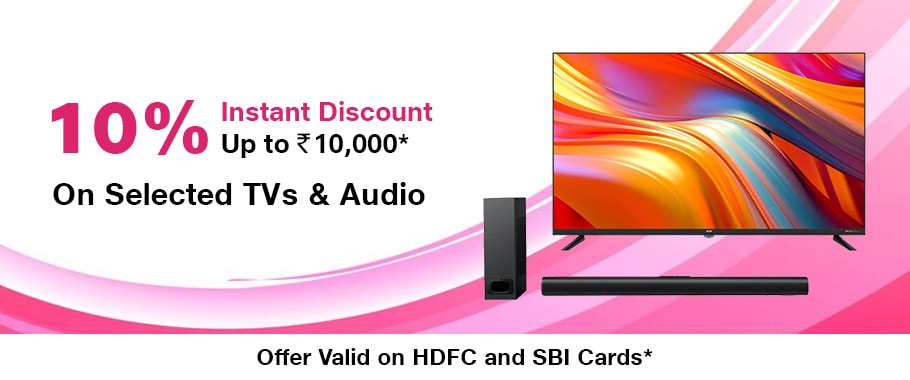 10% Instant Discount
Up to ₹10,000*
On Selected TVs & Audio
Offer Valid on HDFC and SBI Cards*